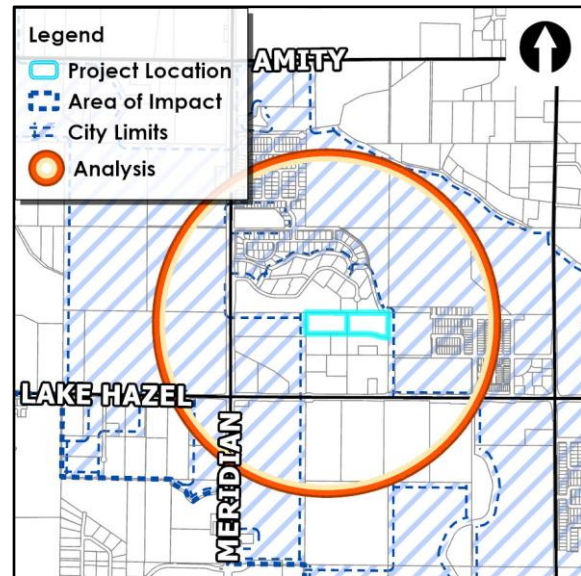 Legend
Project Location
Area of Impact
City Limits
Analysis
AMITY
LAKE HAZEL
MERIDIAN